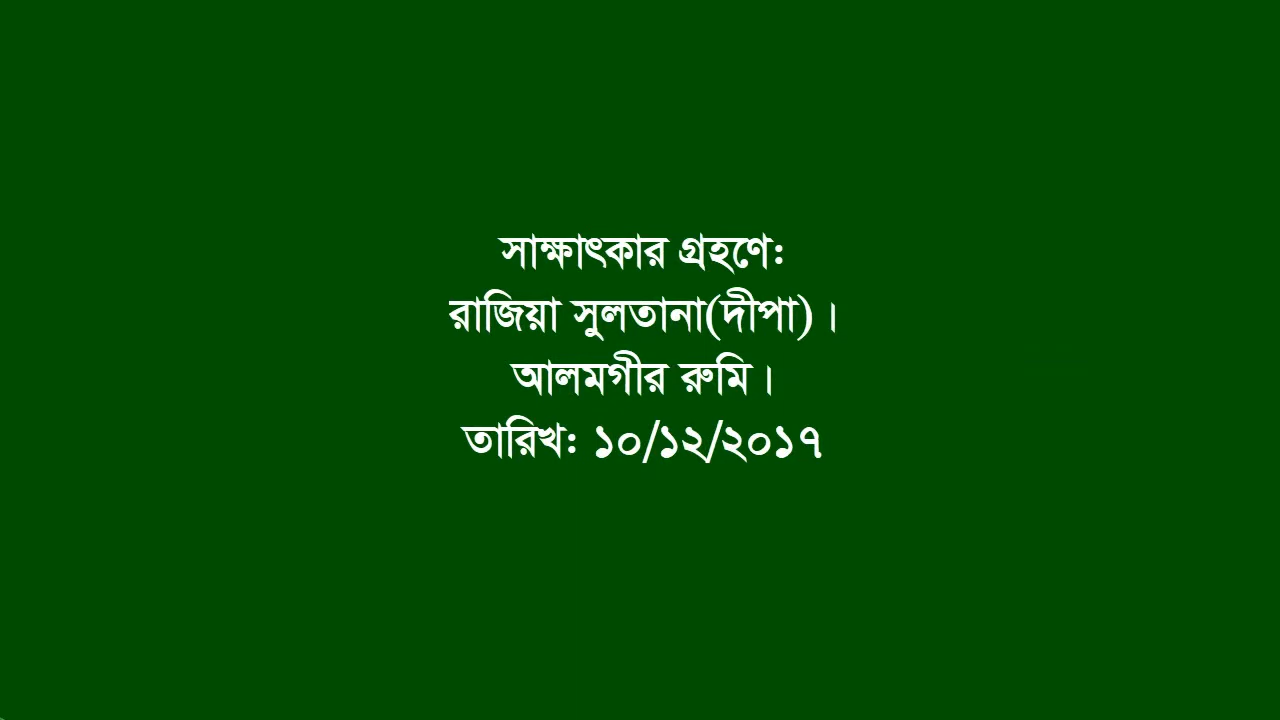 সাক্ষাৎকার গ্রহণে:
রাজিয়া সুলতানা(দীপা)।
আলমগীর রুমি।
তারিখ: ১০/১২/২০১৭